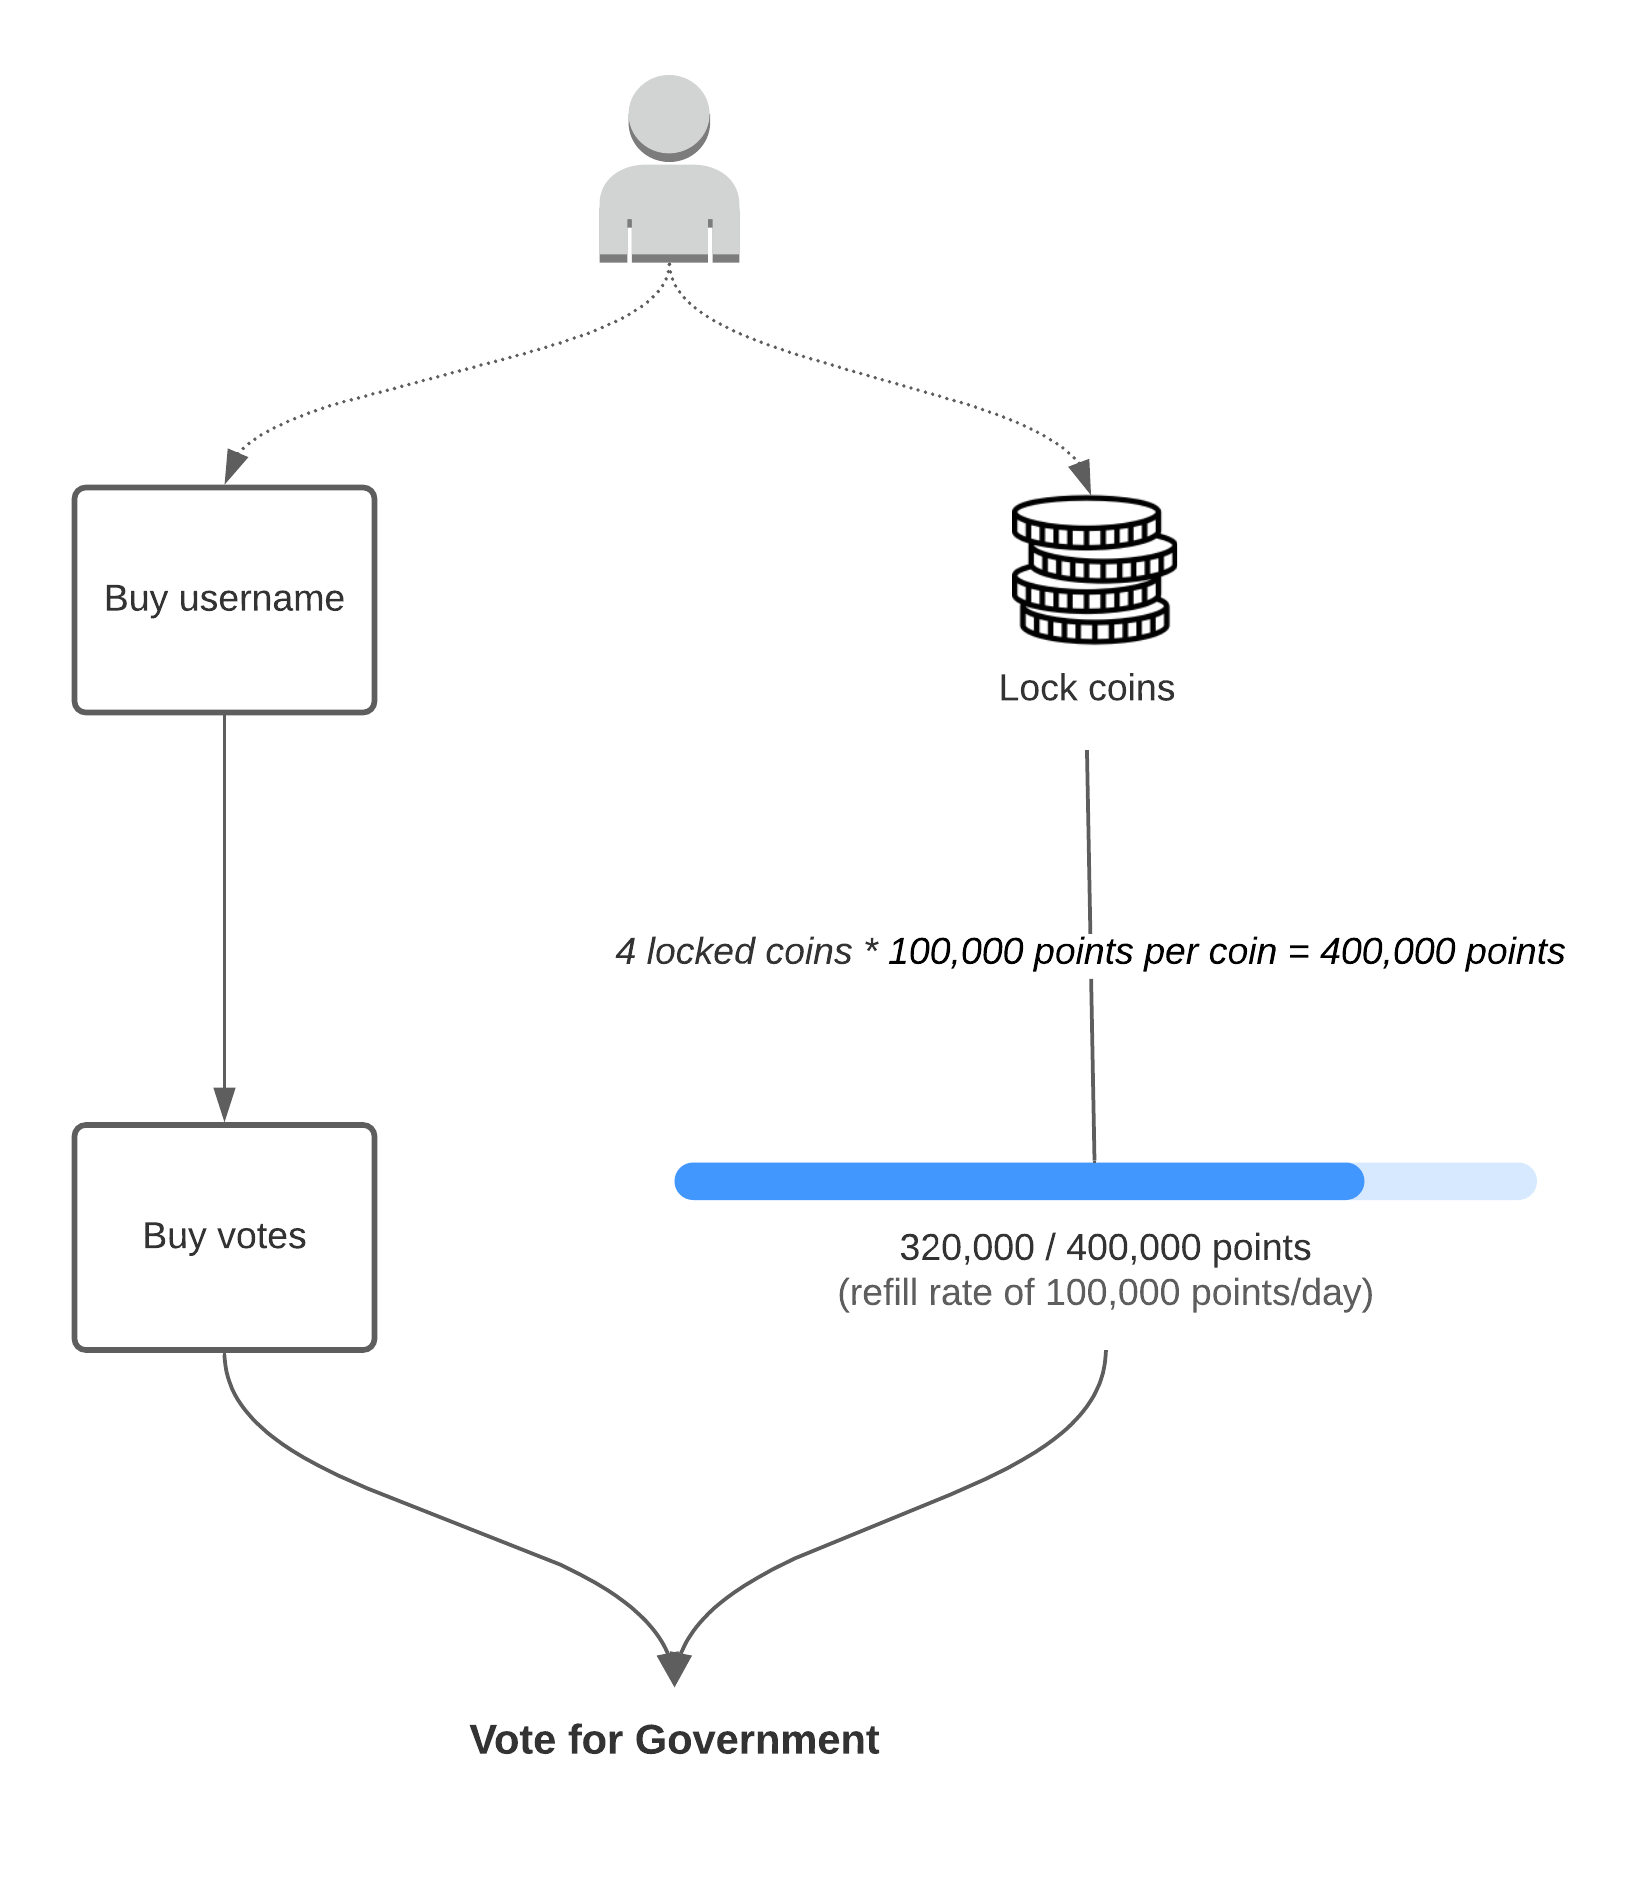 Buy username
Lock coins
4 locked coins * 100,000 points per coin = 400,000 points
Buy votes
320,000 / 400,000 points
(refill rate of 100,000 points/day)
Vote for Government